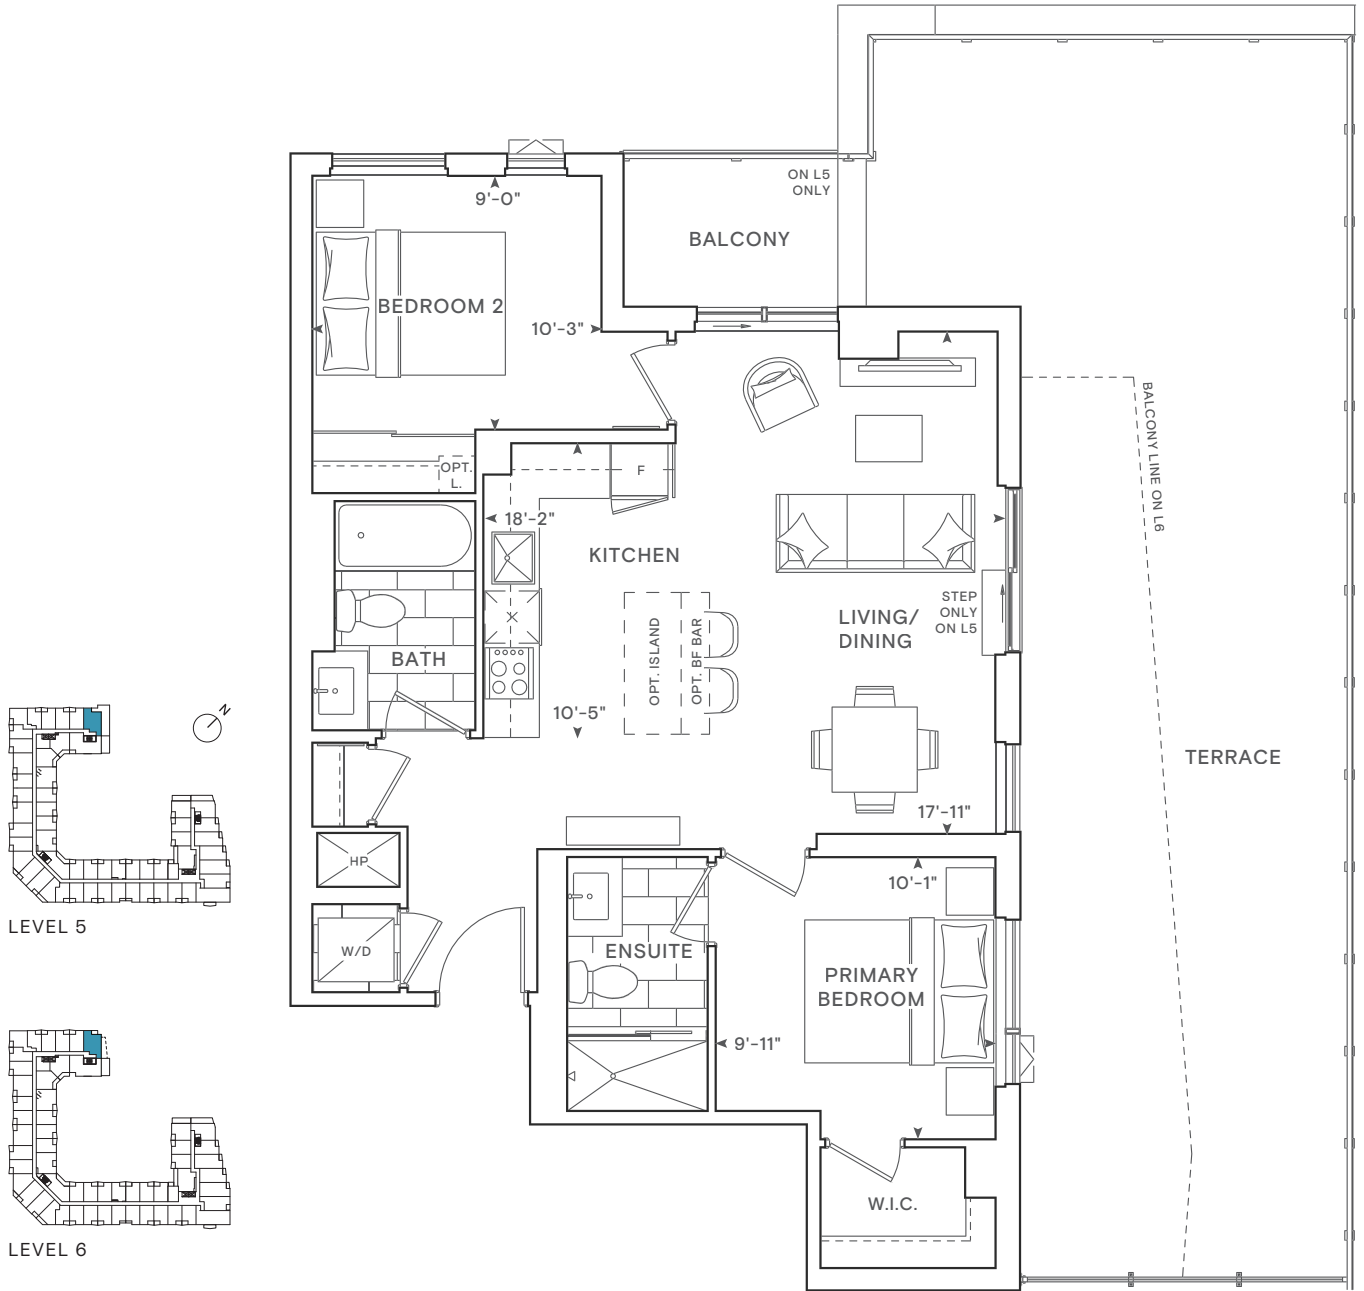 ON L5
ONLY
9'-0"
BALCONY
BEDROOM 2
10'-3"
BALCONY LINE ON L6
OPT.
L.
F
18'-2"
KITCHEN
STEP
ONLY
ON L5
LIVING/
DINING
OPT. ISLAND
OPT. BF BAR
BATH
10'-5"
N
TERRACE
17'-11"
HP
10'-1"
LEVEL 5
W/D
ENSUITE
PRIMARY
BEDROOM
9'-11"
W.I.C.
LEVEL 6